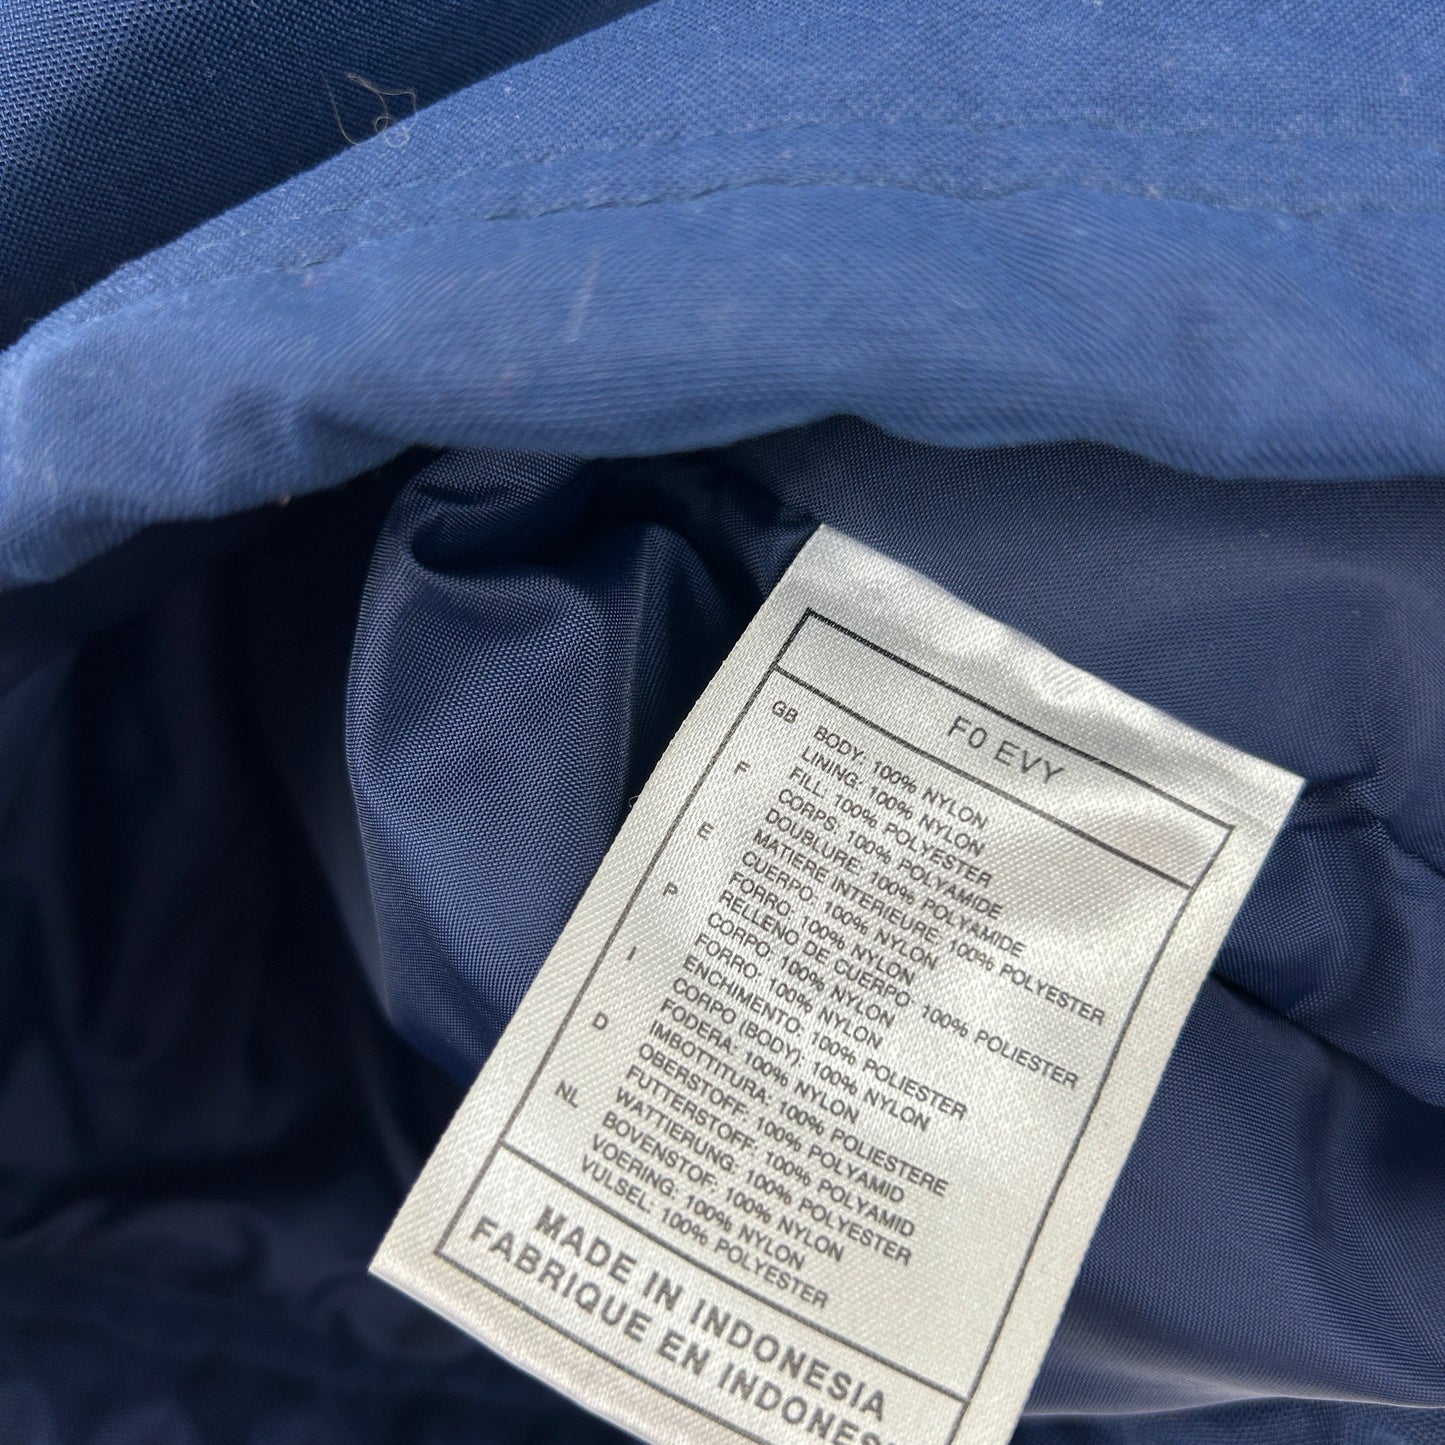 F0 EVY
GB BODY: 100% NYLON
LINING: 100% NYLON
FILL: 100% POLYESTER
F CORPS: 100% POLYAMIDE
DOUBLURE: 100% POLYAMIDE
MATIERE INTERIEURE: 100% POLYESTER
E CUERPO: 100% NYLON
FORRO: 100% NYLON
RELLENO DE CUERPO: 100% POLIESTER
P CORPO: 100% NYLON
FORRO: 100% NYLON
ENCHIMENTO: 100% POLIESTER
I CORPO (BODY): 100% NYLON
FODERA: 100% NYLON
IMBOTTITURA: 100% POLIESTERE
D OBERSTOFF: 100% POLYAMID
FUTTERSTOFF: 100% POLYAMID
WATTIERUNG: 100% POLYESTER
NL BOVENSTOF: 100% NYLON
VOERING: 100% NYLON
VULSEL: 100% POLYESTER
MADE IN INDONESIA
FABRIQUE EN INDONES